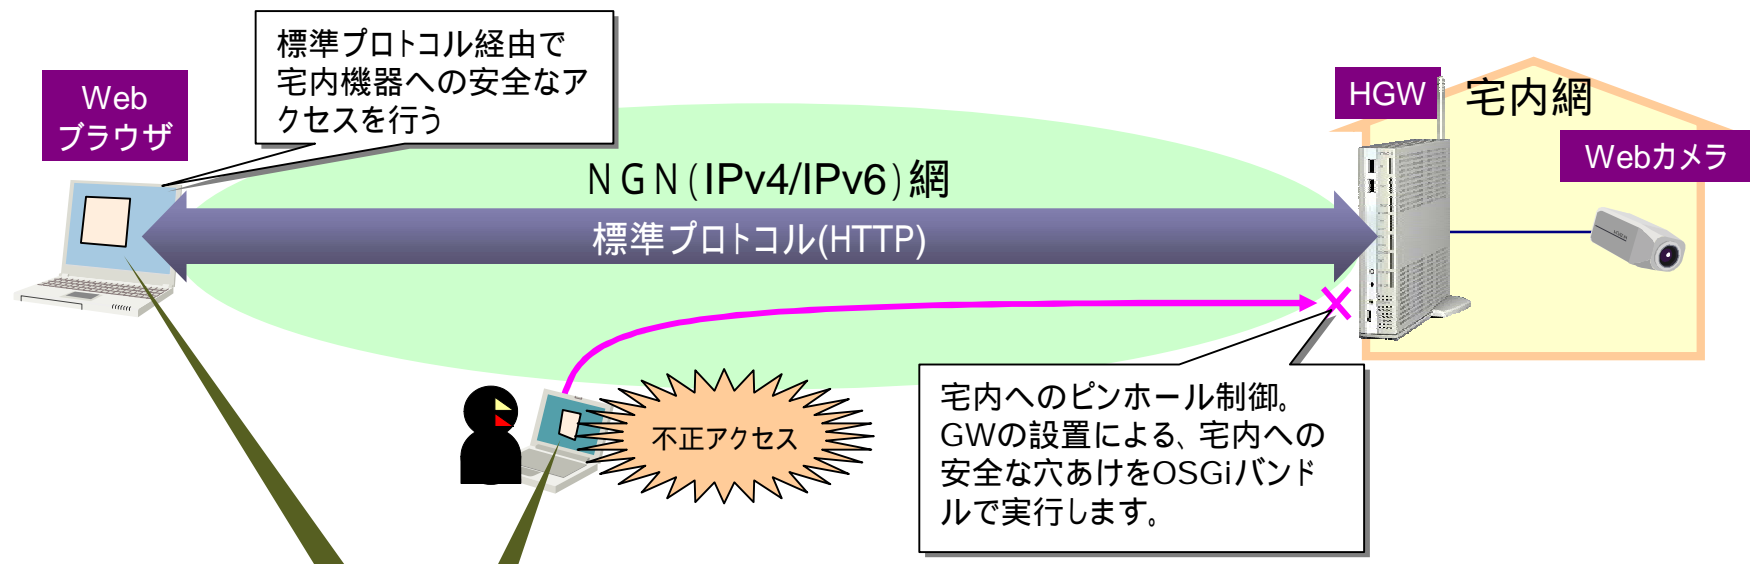 標準プロトコル経由で
宅内機器への安全なア
クセスを行う
Web
ブラウザ
HGW
宅内網
Webカメラ
NGN(IPv4/IPv6)網
標準プロトコル(HTTP)
不正アクセス
宅内へのピンホール制御。
GWの設置による、宅内への
安全な穴あけをOSGiバンド
ルで実行します。